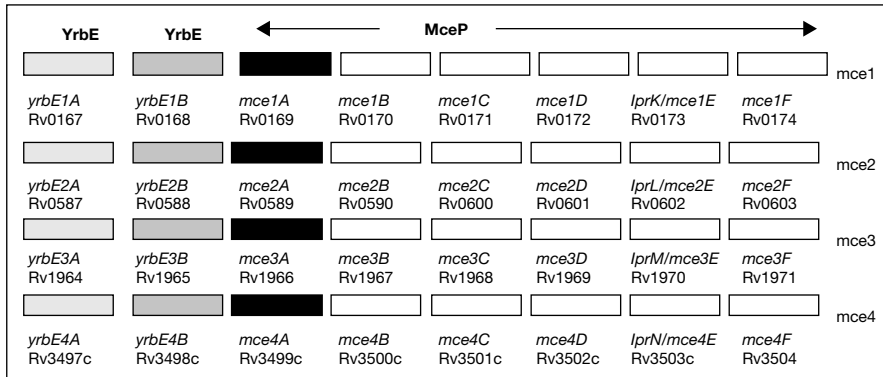 YrbE YrbE MceP
mce1
yrbE1A yrbE1B mce1A mce1B mce1C mce1D lprK/mce1E mce1F
Rv0167 Rv0168 Rv0169 Rv0170 Rv0171 Rv0172 Rv0173 Rv0174
mce2
yrbE2A yrbE2B mce2A mce2B mce2C mce2D lprL/mce2E mce2F
Rv0587 Rv0588 Rv0589 Rv0590 Rv0600 Rv0601 Rv0602 Rv0603
mce3
yrbE3A yrbE3B mce3A mce3B mce3C mce3D lprM/mce3E mce3F
Rv1964 Rv1965 Rv1966 Rv1967 Rv1968 Rv1969 Rv1970 Rv1971
mce4
yrbE4A yrbE4B mce4A mce4B mce4C mce4D lprN/mce4E mce4F
Rv3497c Rv3498c Rv3499c Rv3500c Rv3501c Rv3502c Rv3503c Rv3504